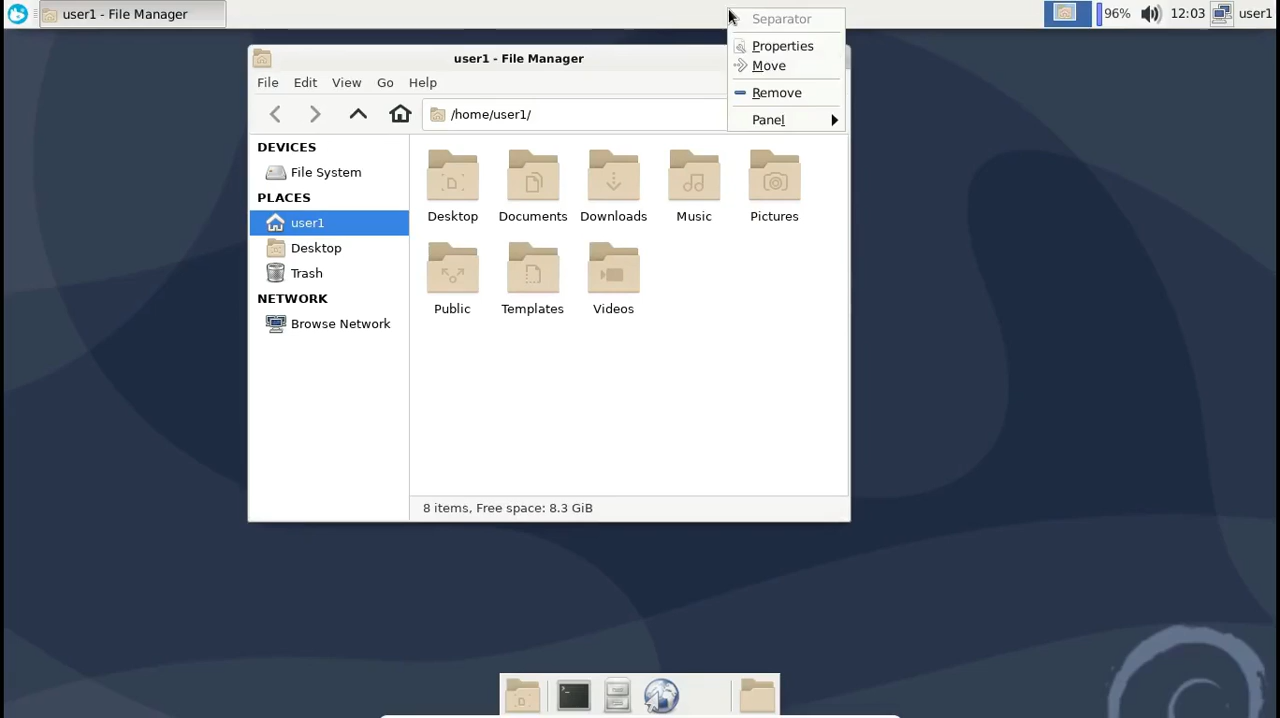 user1 - File Manager
96%
12:03
user1
Separator
Properties
Move
Remove
Panel
user1 - File Manager
File Edit View Go Help
/home/user1/
DEVICES
File System
PLACES
user1
Desktop
Trash
NETWORK
Browse Network
Desktop Documents Downloads Music Pictures
Public Templates Videos
8 items, Free space: 8.3 GiB